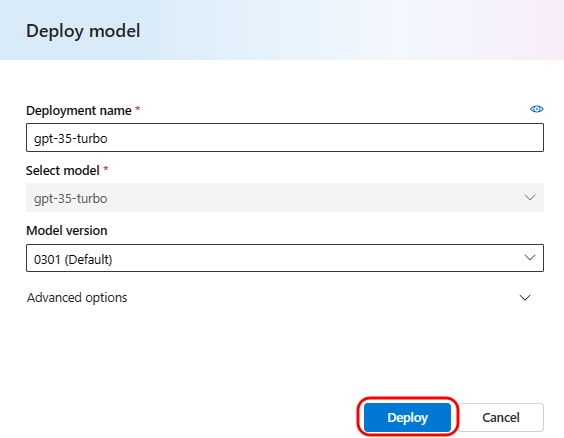 Deploy model
Deployment name *
gpt-35-turbo
Select model *
gpt-35-turbo
Model version
0301 (Default)
Advanced options
Deploy Cancel